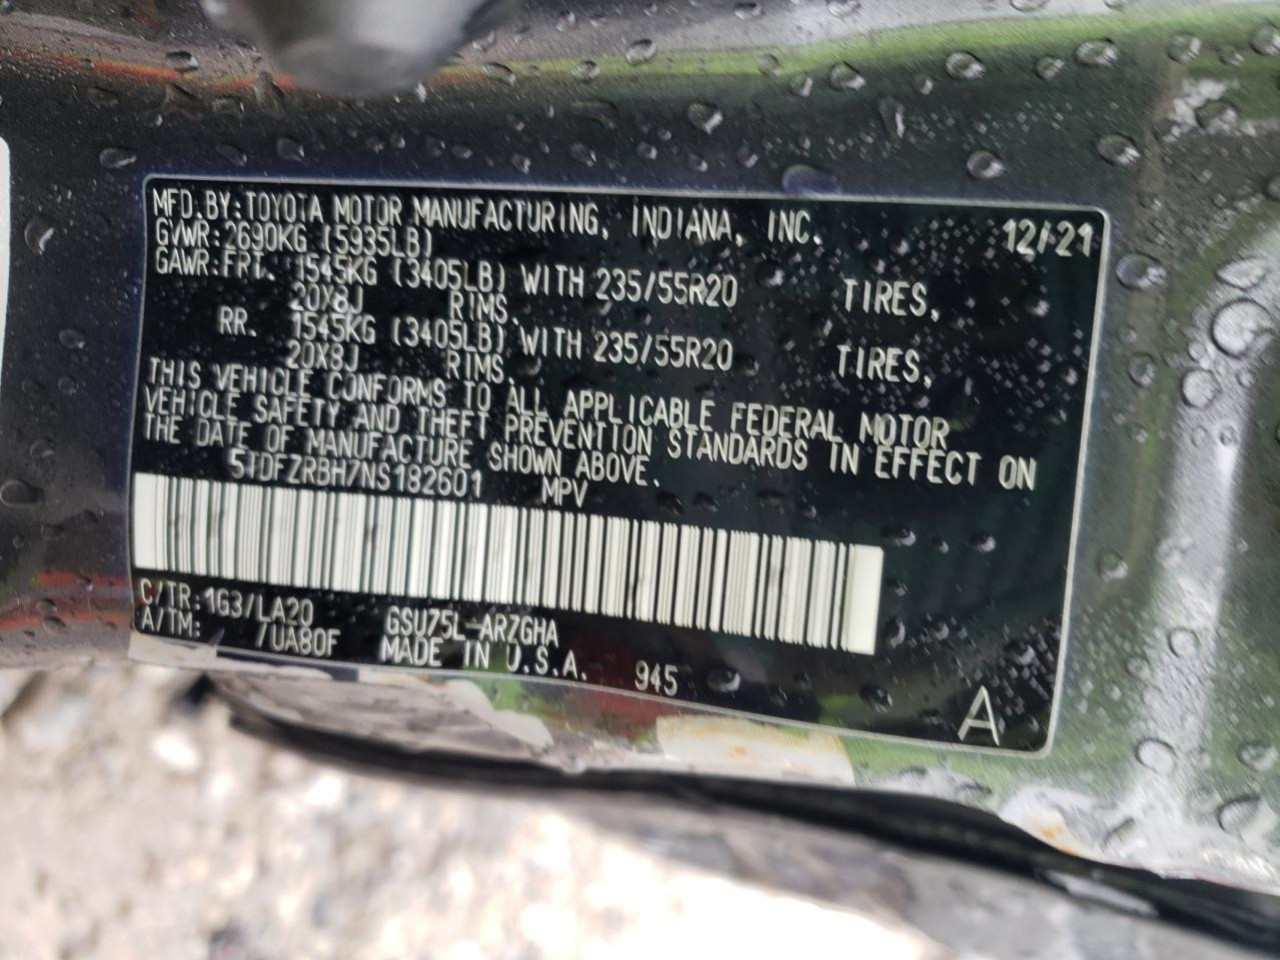 MFD.BY:TOYOTA MOTOR MANUFACTURING, INDIANA, INC. 12/21
GVWR:2690KG (5935LB)
GAWR:FRT. 1545KG (3405LB) WITH 235/55R20 TIRES,
20X8J RIMS.
RR. 1545KG (3405LB) WITH 235/55R20 TIRES,
20X8J RIMS.
THIS VEHICLE CONFORMS TO ALL APPLICABLE FEDERAL MOTOR
VEHICLE SAFETY AND THEFT PREVENTION STANDARDS IN EFFECT ON
THE DATE OF MANUFACTURE SHOWN ABOVE.
5TDFZRBH7NS182601 MPV
C/TR:1G3/LA20 GSU75L-ARZGHA
A/TM: /UA80F MADE IN U.S.A. 945
A